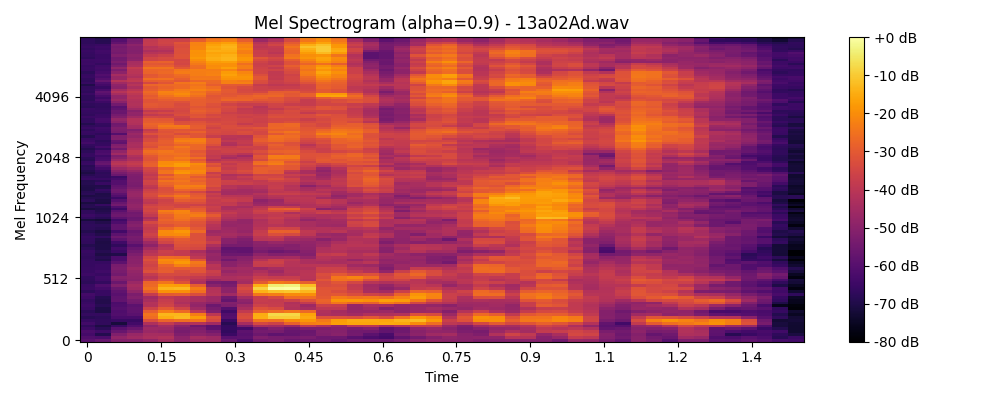 Mel Spectrogram (alpha=0.9) - 13a02Ad.wav
Mel Frequency
4096
2048
1024
512
0
0 0.15 0.3 0.45 0.6 0.75 0.9 1.1 1.2 1.4
Time
+0 dB
-10 dB
-20 dB
-30 dB
-40 dB
-50 dB
-60 dB
-70 dB
-80 dB